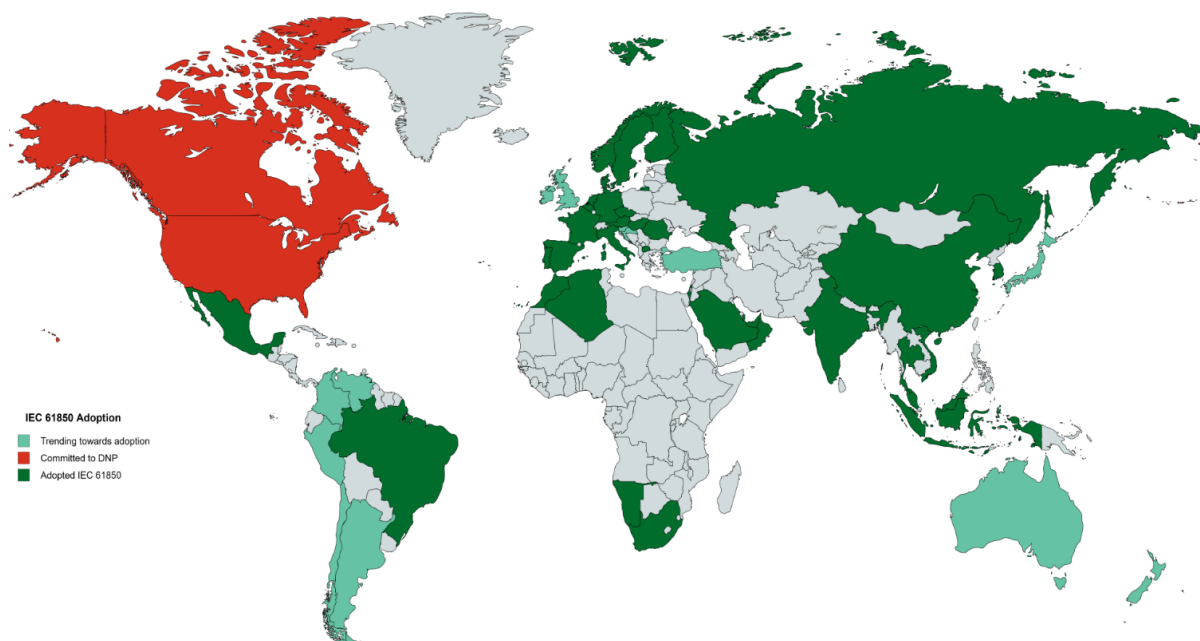 IEC 61850 Adoption
Trending towards adoption
Committed to DNP
Adopted IEC 61850